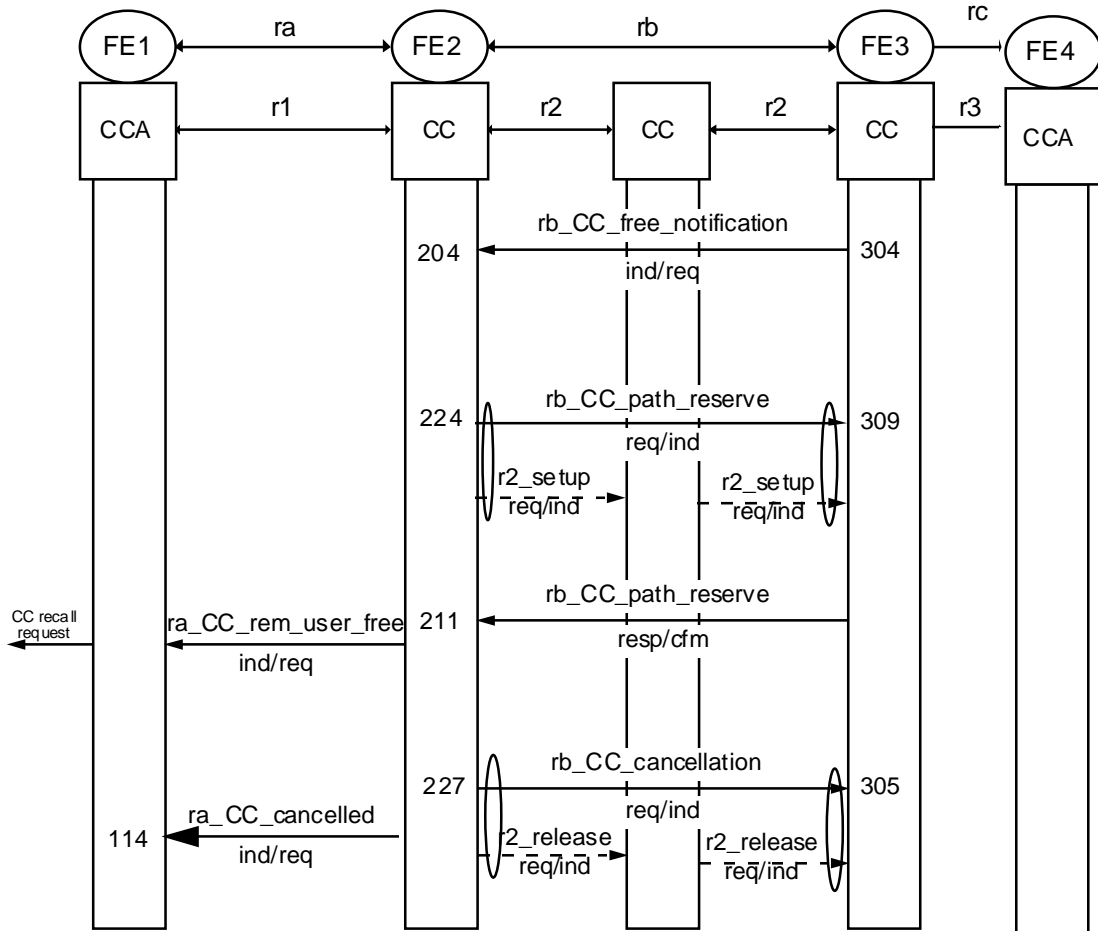 FE1
ra
FE2
rb
FE3
rc
FE4
CCA
r1
CC
r2
CC
r2
CC
r3
CCA
rb_CC_free_notification
204
304
ind/req
rb_CC_path_reserve
224
309
req/ind
r2_setup
req/ind
r2_setup
req/ind
rb_CC_path_reserve
CC recall
request
ra_CC_rem_user_free
211
resp/cfm
ind/req
rb_CC_cancellation
227
305
req/ind
ra_CC_cancelled
114
ind/req
r2_release
req/ind
r2_release
req/ind